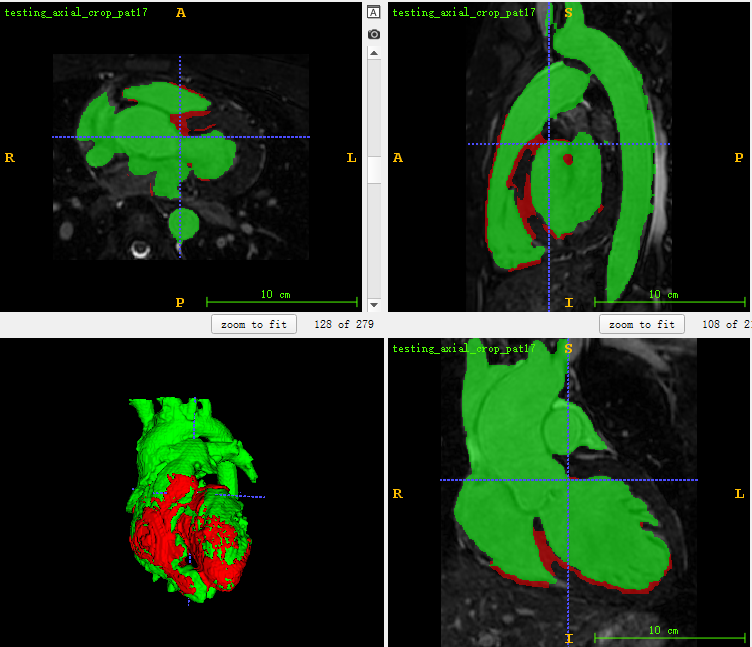 testing_axial_crop_pat17
A
A
R
L
10 cm
P
zoom to fit
128 of 279
testing_axial_crop_pat17
S
A
P
10 cm
I
zoom to fit
108 of 2
testing_axial_crop_pat17
S
R
L
10 cm
I